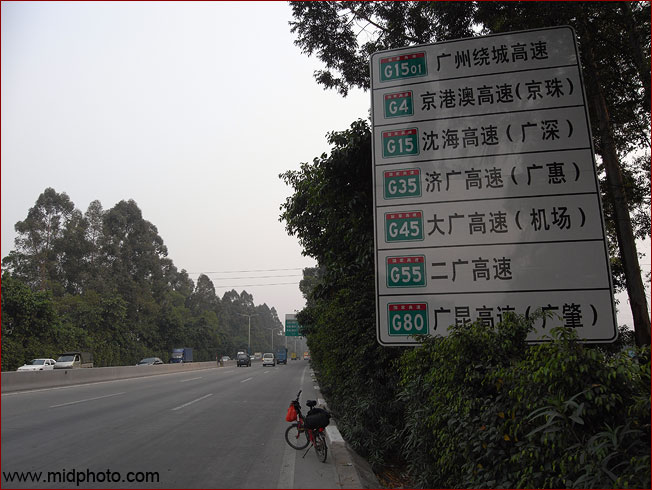 G1501 广州绕城高速
G4 京港澳高速(京珠)
G15 沈海高速(广深)
G35 济广高速(广惠)
G45 大广高速(机场)
G55 二广高速
G80 广昆高速(广肇)
www.midphoto.com